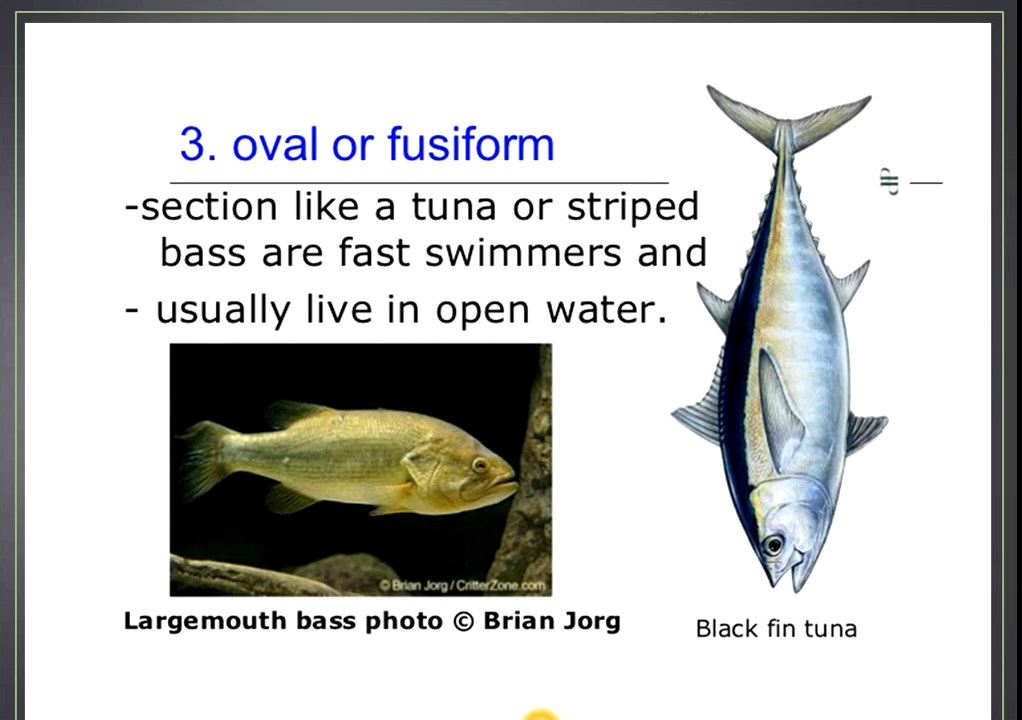 3. oval or fusiform
-section like a tuna or striped
bass are fast swimmers and
- usually live in open water.
© Brian Jorg / CritterZone.com
Largemouth bass photo © Brian Jorg
Black fin tuna